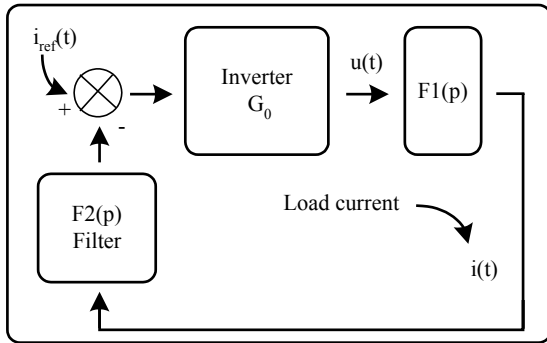 i_ref(t)
+
-
Inverter
G_0
u(t)
F1(p)
F2(p)
Filter
Load current
i(t)